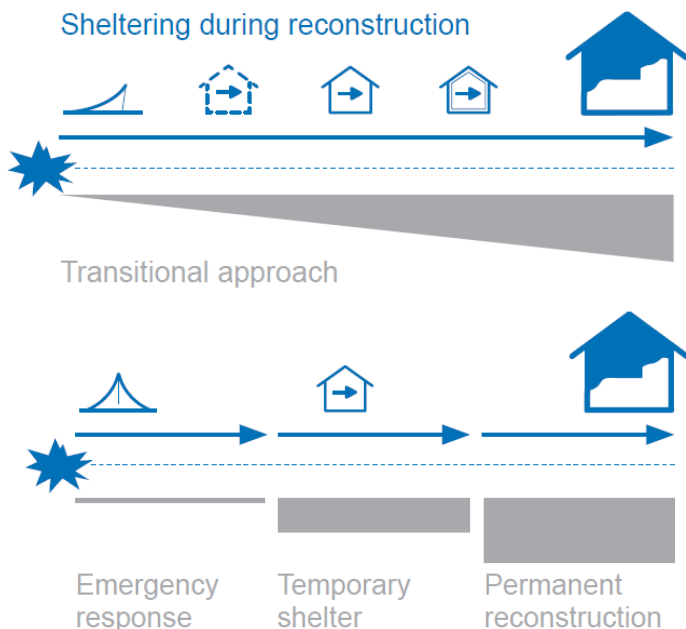 Sheltering during reconstruction
Transitional approach
Emergency
response
Temporary
shelter
Permanent
reconstruction